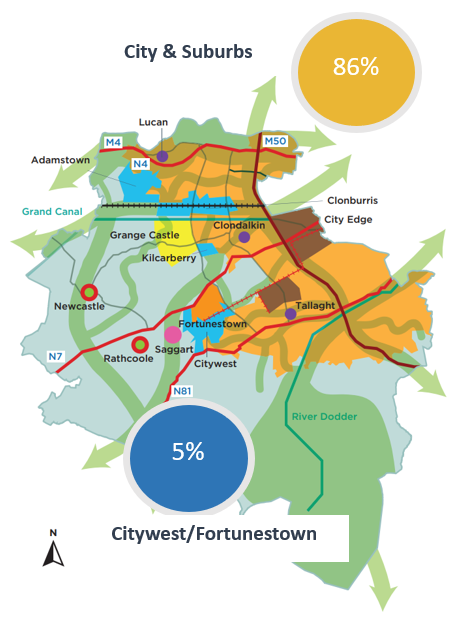 City & Suburbs
86%
Lucan
M4
M50
Adamstown
N4
Clonburris
Grand Canal
City Edge
Clondalkin
Grange Castle
Kilcarberry
Newcastle
Tallaght
Fortunestown
Saggart
Rathcoole
N7
Citywest
N81
River Dodder
5%
Citywest/Fortunestown
N